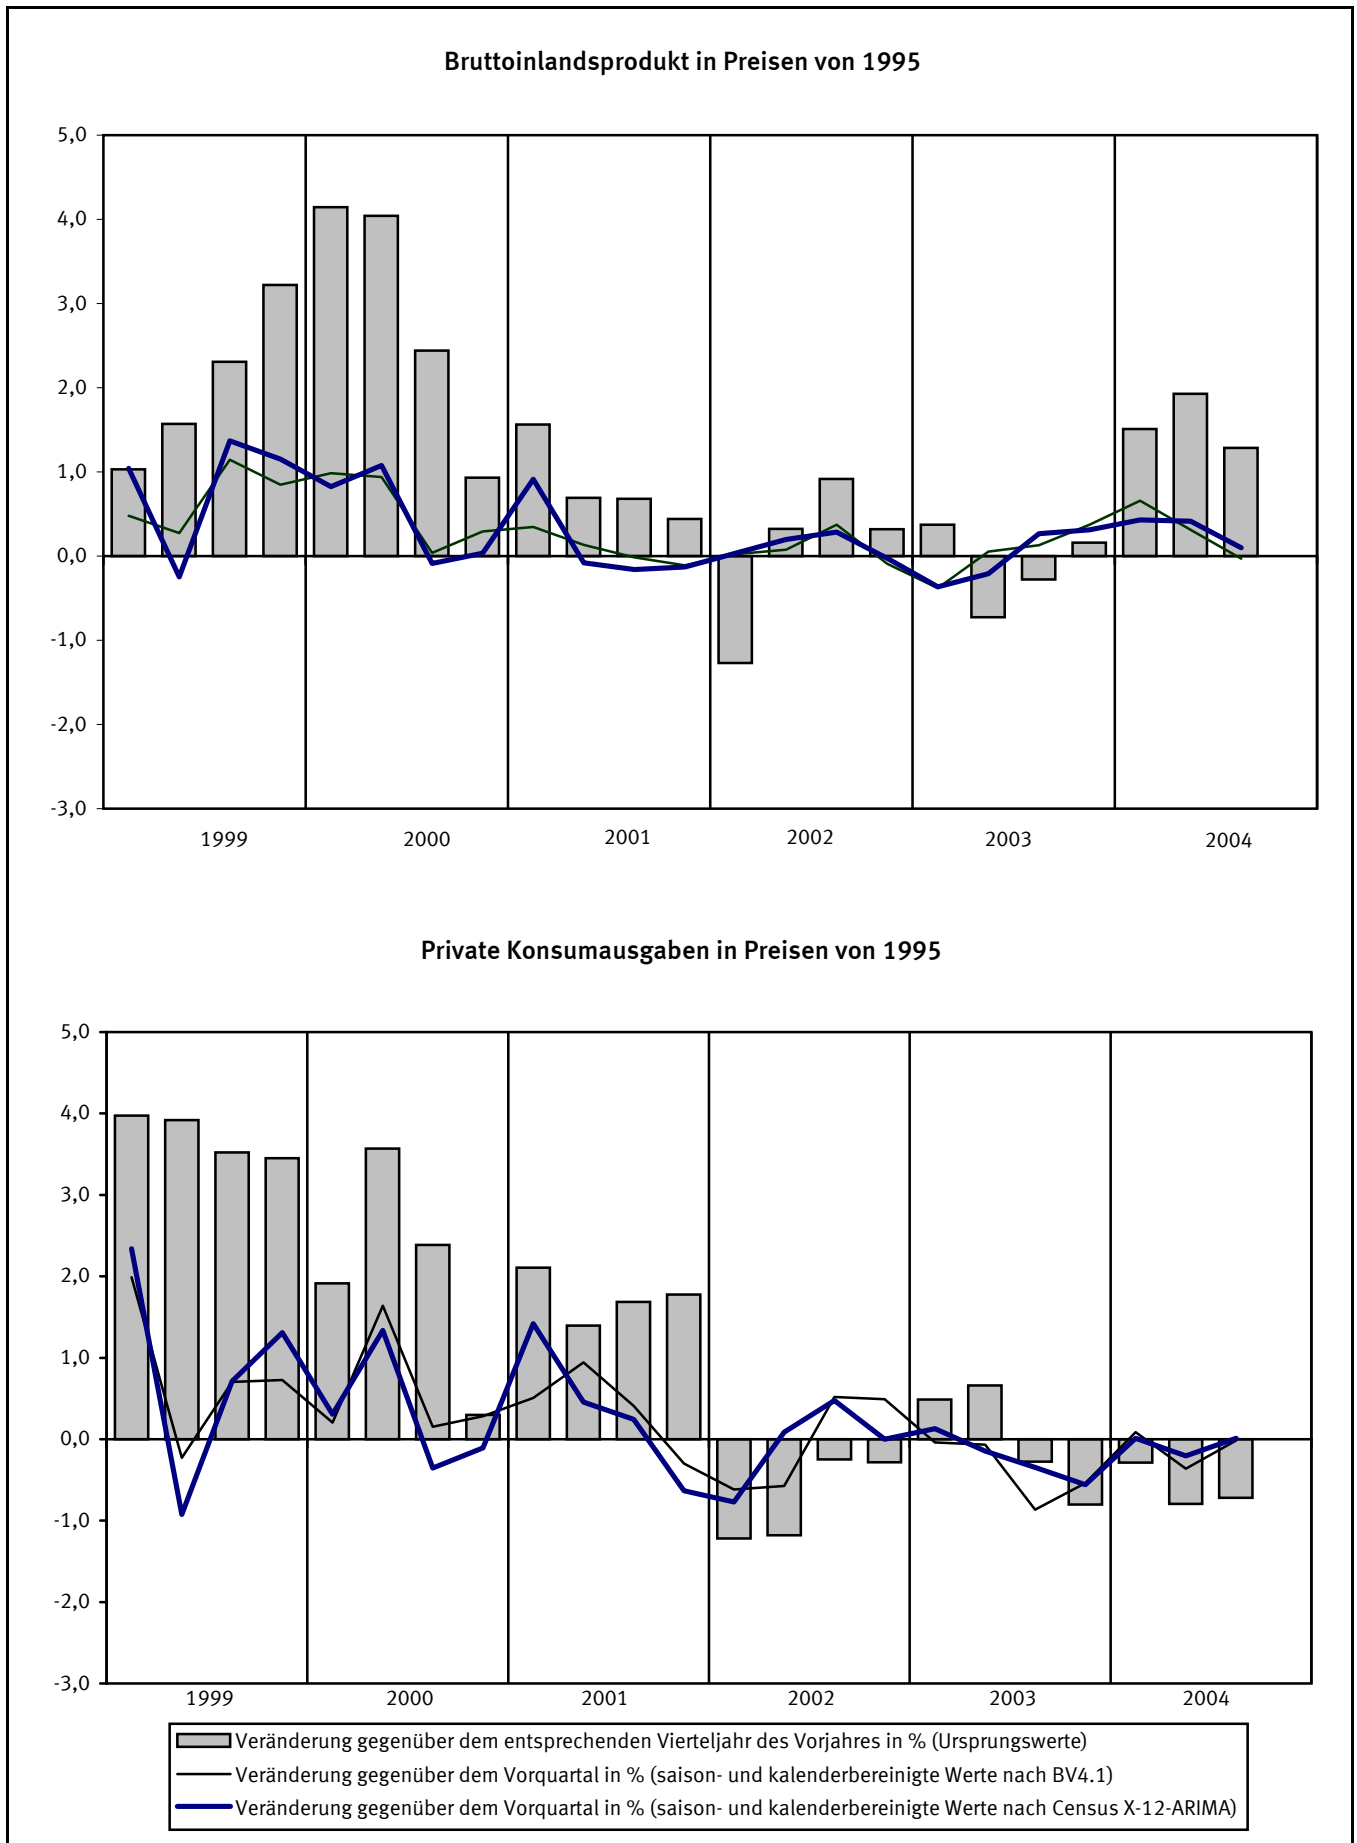 Bruttoinlandsprodukt in Preisen von 1995
5,0
4,0
3,0
2,0
1,0
0,0
-1,0
-2,0
-3,0
1999 2000 2001 2002 2003 2004
Private Konsumausgaben in Preisen von 1995
5,0
4,0
3,0
2,0
1,0
0,0
-1,0
-2,0
-3,0
1999 2000 2001 2002 2003 2004
Veränderung gegenüber dem entsprechenden Vierteljahr des Vorjahres in % (Ursprungswerte)
Veränderung gegenüber dem Vorquartal in % (saison- und kalenderbereinigte Werte nach BV4.1)
Veränderung gegenüber dem Vorquartal in % (saison- und kalenderbereinigte Werte nach Census X-12-ARIMA)